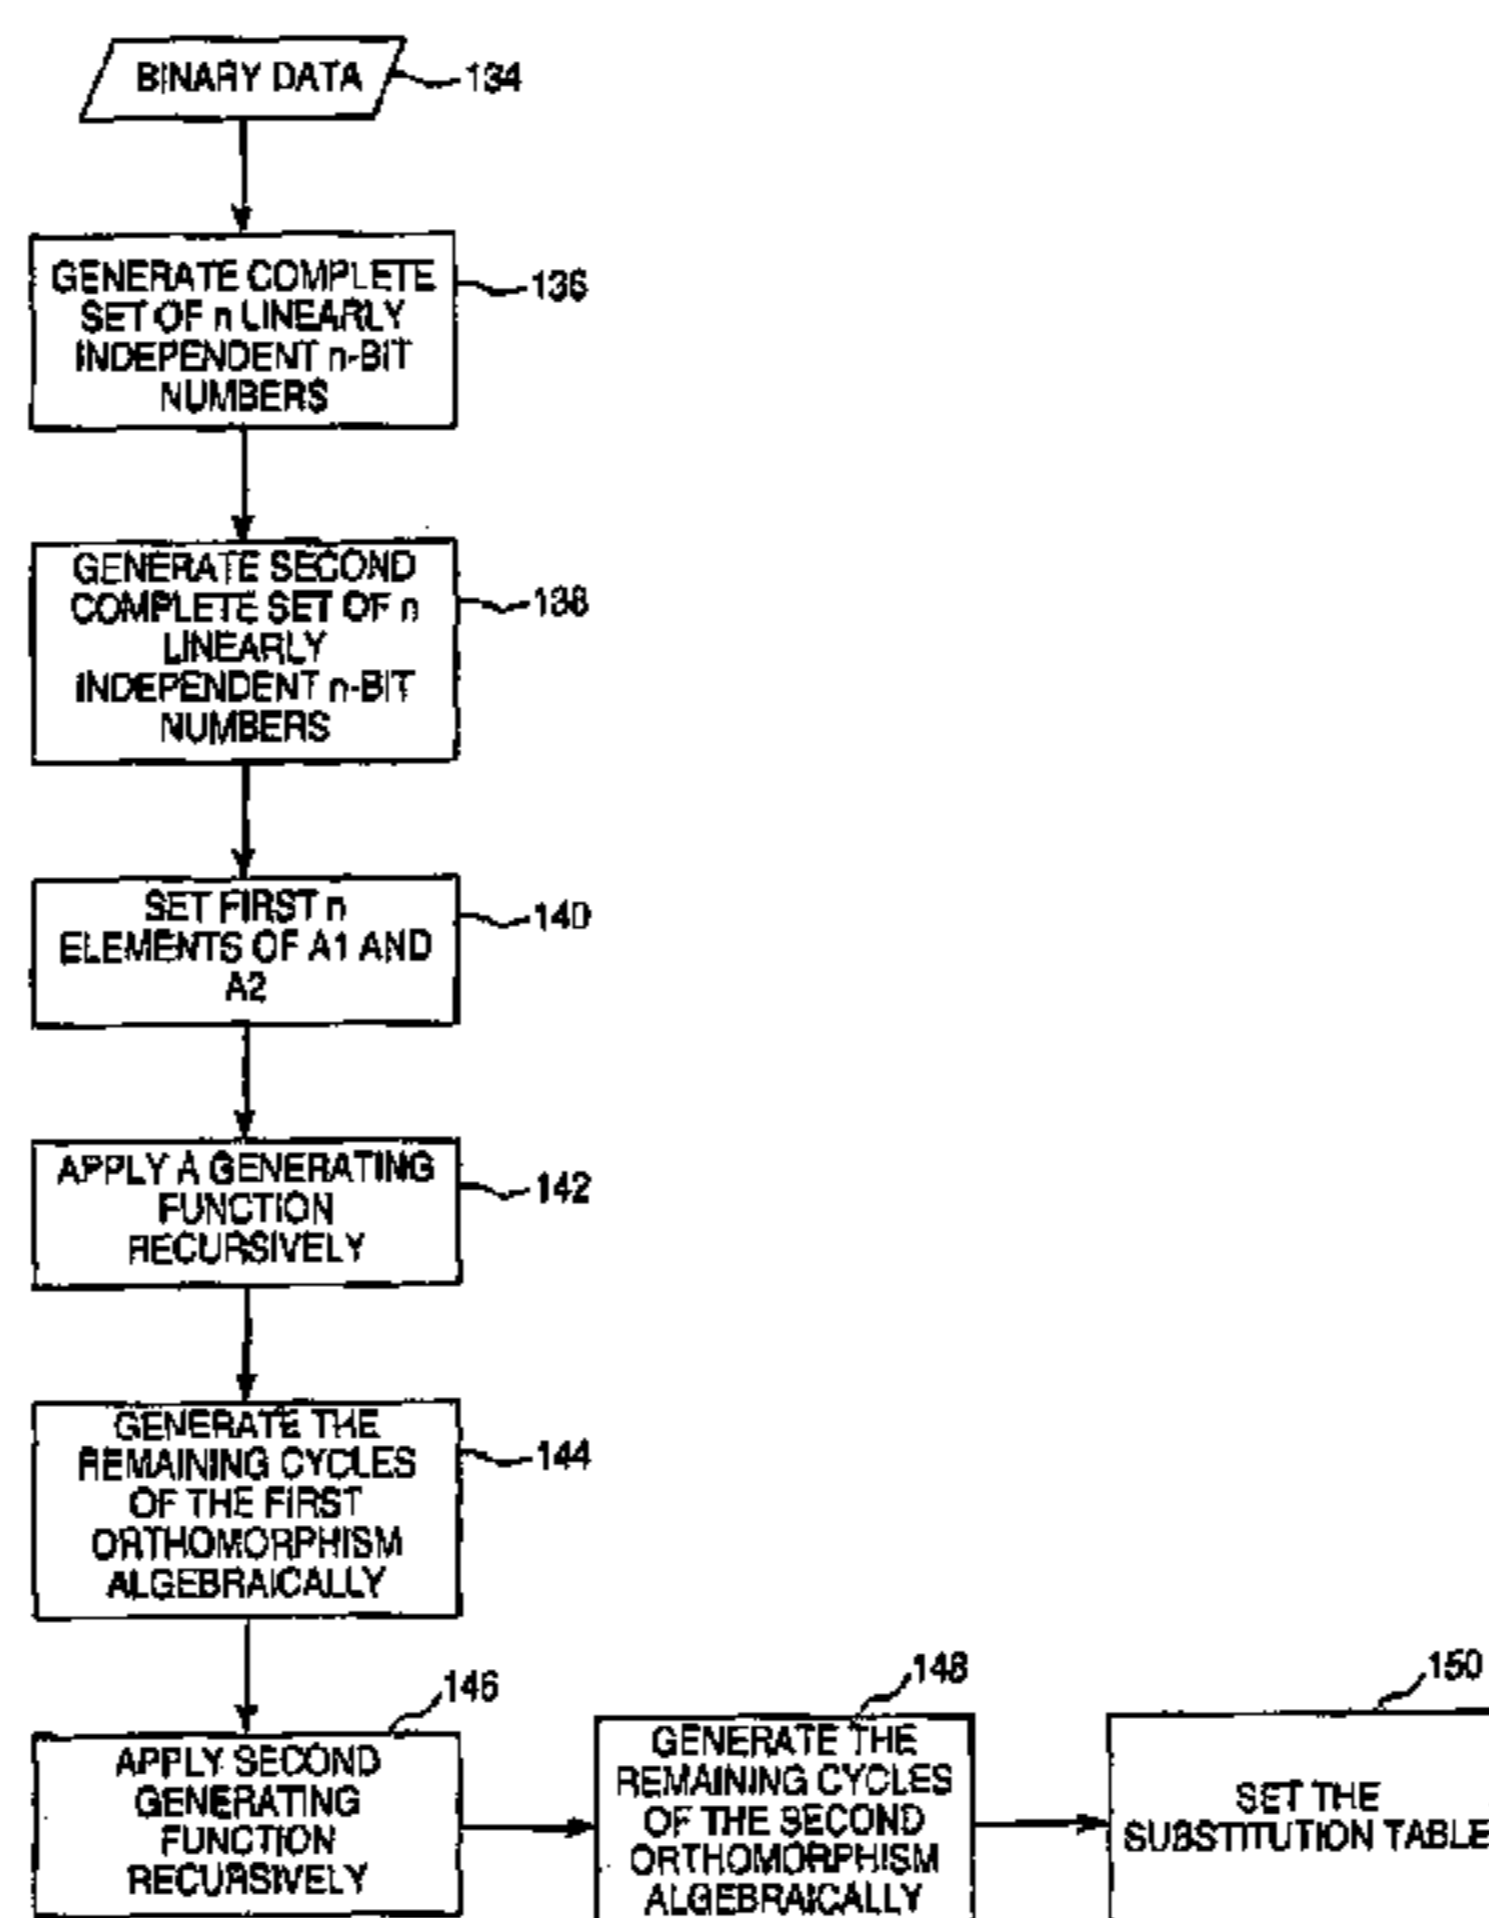 BINARY DATA
134
GENERATE COMPLETE
SET OF n LINEARLY
INDEPENDENT n-BIT
NUMBERS
136
GENERATE SECOND
COMPLETE SET OF n
LINEARLY
INDEPENDENT n-BIT
NUMBERS
138
SET FIRST n
ELEMENTS OF A1 AND
A2
140
APPLY A GENERATING
FUNCTION
RECURSIVELY
142
GENERATE THE
REMAINING CYCLES
OF THE FIRST
ORTHOMORPHISM
ALGEBRAICALLY
144
146
APPLY SECOND
GENERATING
FUNCTION
RECURSIVELY
148
GENERATE THE
REMAINING CYCLES
OF THE SECOND
ORTHOMORPHISM
ALGEBRAICALLY
150
SET THE
SUBSTITUTION TABLE